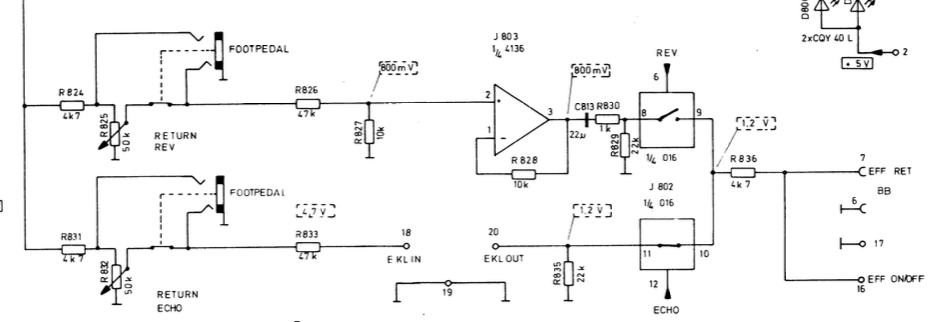 2xCQY 40 L
+ 5V
2
J 803
1/4 4136
REV
6
FOOTPEDAL
800mV
800mV
R824
4k7
R825
50k
RETURN
REV
R826
47k
R827
10k
2
+
1
-
3
R 828
10k
C813
22µ
R830
1k
R829
22k
8
9
1/4 016
1,2 V
R 836
4k7
7
EFF RET
BB
6
17
EFF ON/OFF
16
FOOTPEDAL
4,7 V
1,2 V
J 802
1/4 016
R831
4k7
R832
50k
RETURN
ECHO
R833
47k
18
EKL IN
20
EKL OUT
19
R835
22k
11
10
12
ECHO